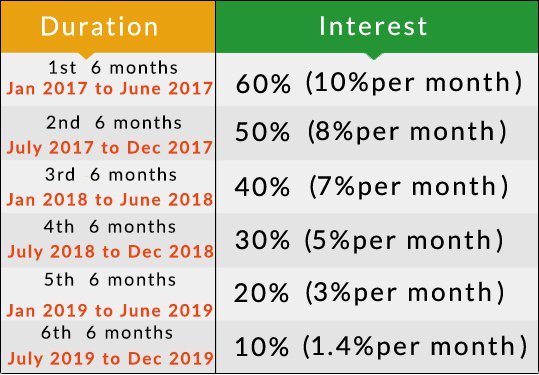 Duration Interest
1st 6 months
Jan 2017 to June 2017
60% (10%per month)
2nd 6 months
July 2017 to Dec 2017
50% (8%per month)
3rd 6 months
Jan 2018 to June 2018
40% (7%per month)
4th 6 months
July 2018 to Dec 2018
30% (5%per month)
5th 6 months
Jan 2019 to June 2019
20% (3%per month)
6th 6 months
July 2019 to Dec 2019
10% (1.4%per month)